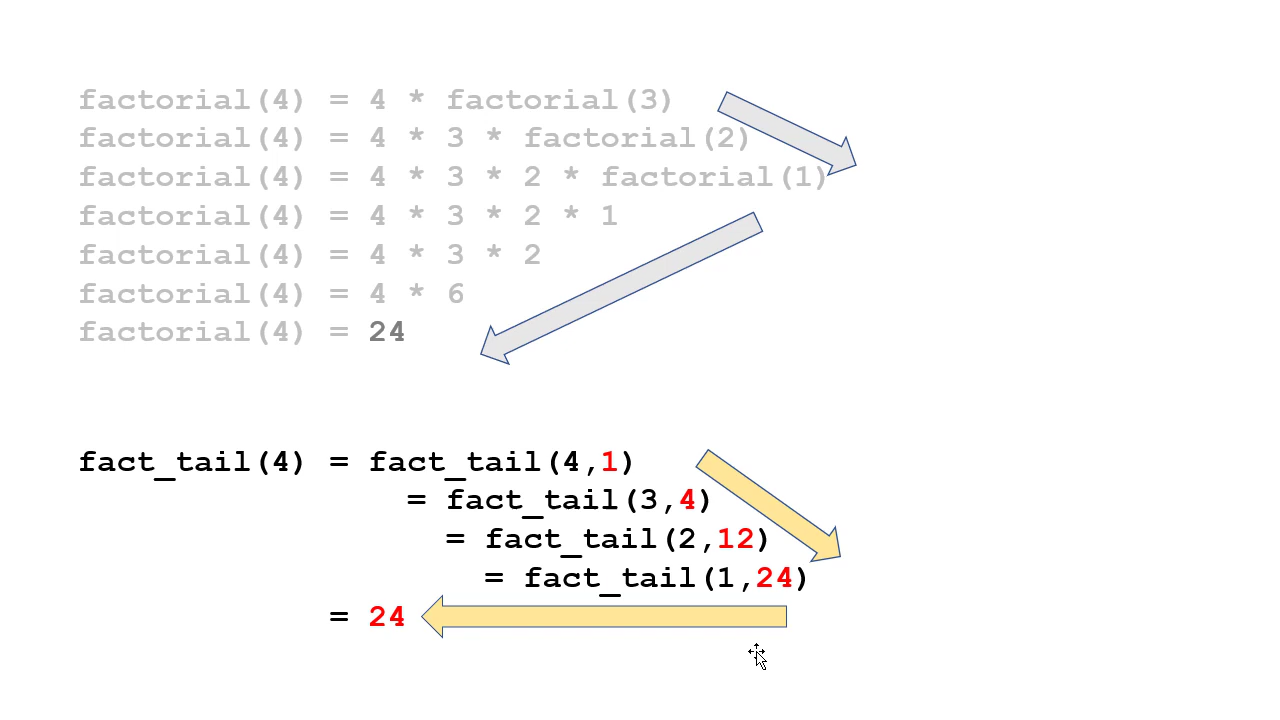 factorial(4) = 4 * factorial(3)
factorial(4) = 4 * 3 * factorial(2)
factorial(4) = 4 * 3 * 2 * factorial(1)
factorial(4) = 4 * 3 * 2 * 1
factorial(4) = 4 * 3 * 2
factorial(4) = 4 * 6
factorial(4) = 24
fact_tail(4) = fact_tail(4,1)
= fact_tail(3,4)
= fact_tail(2,12)
= fact_tail(1,24)
= 24